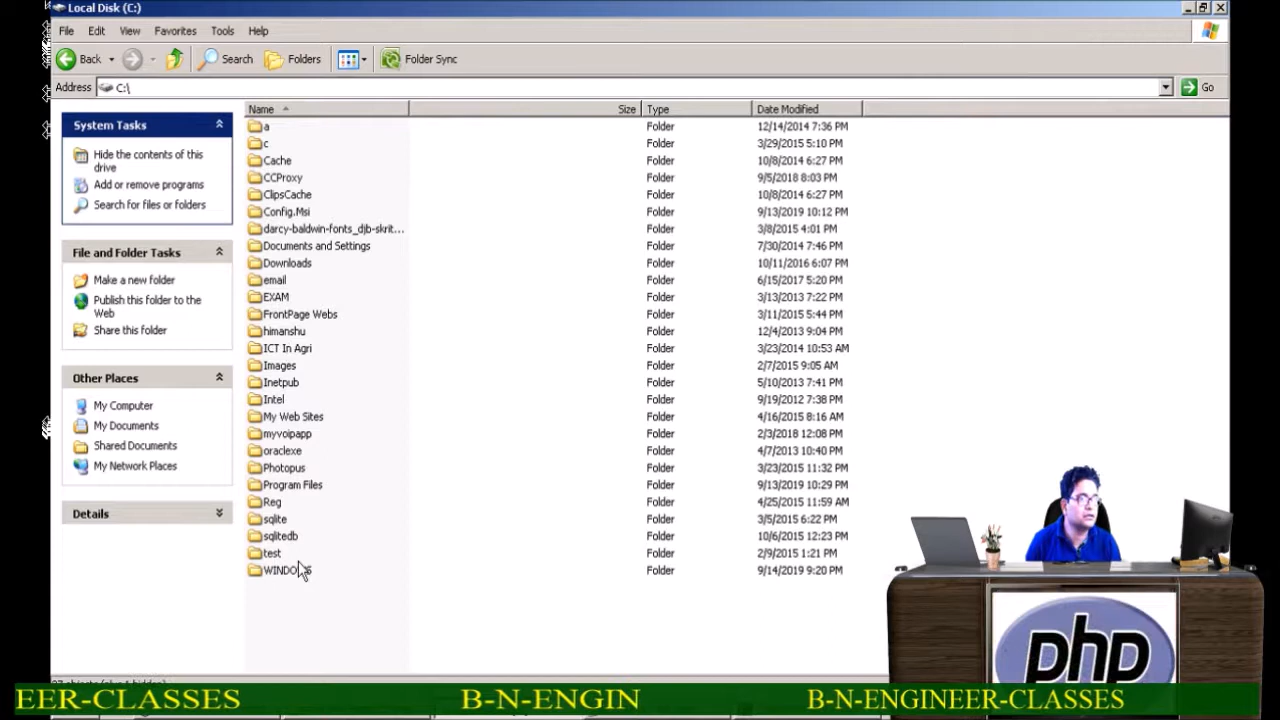 Local Disk (C:)
File Edit View Favorites Tools Help
Back Search Folders Folder Sync
Address C:\ Go
System Tasks
Hide the contents of this
drive
Add or remove programs
Search for files or folders
File and Folder Tasks
Make a new folder
Publish this folder to the
Web
Share this folder
Other Places
My Computer
My Documents
Shared Documents
My Network Places
Details
Name Size Type Date Modified
a Folder 12/14/2014 7:36 PM
c Folder 3/29/2015 5:10 PM
Cache Folder 10/8/2014 6:27 PM
CCProxy Folder 9/5/2018 8:03 PM
ClipsCache Folder 10/8/2014 6:27 PM
Config.Msi Folder 9/13/2019 10:12 PM
darcy-baldwin-fonts_djb-skrit... Folder 3/8/2015 4:01 PM
Documents and Settings Folder 7/30/2014 7:46 PM
Downloads Folder 10/11/2016 6:07 PM
email Folder 6/15/2017 5:20 PM
EXAM Folder 3/13/2013 7:22 PM
FrontPage Webs Folder 3/11/2015 5:44 PM
himanshu Folder 12/4/2013 9:04 PM
ICT In Agri Folder 3/23/2014 10:53 AM
Images Folder 2/7/2015 9:05 AM
Inetpub Folder 5/10/2013 7:41 PM
Intel Folder 9/19/2012 7:38 PM
My Web Sites Folder 4/16/2015 8:16 AM
myvoipapp Folder 2/3/2018 12:08 PM
oraclexe Folder 4/7/2013 10:40 PM
Photopus Folder 3/23/2015 11:32 PM
Program Files Folder 9/13/2019 10:29 PM
Reg Folder 4/25/2015 11:59 AM
sqlite Folder 3/5/2015 6:22 PM
sqlitedb Folder 10/6/2015 12:23 PM
test Folder 2/9/2015 1:21 PM
WINDOWS Folder 9/14/2019 9:20 PM
php
EER-CLASSES B-N-ENGIN B-N-ENGINEER-CLASSES